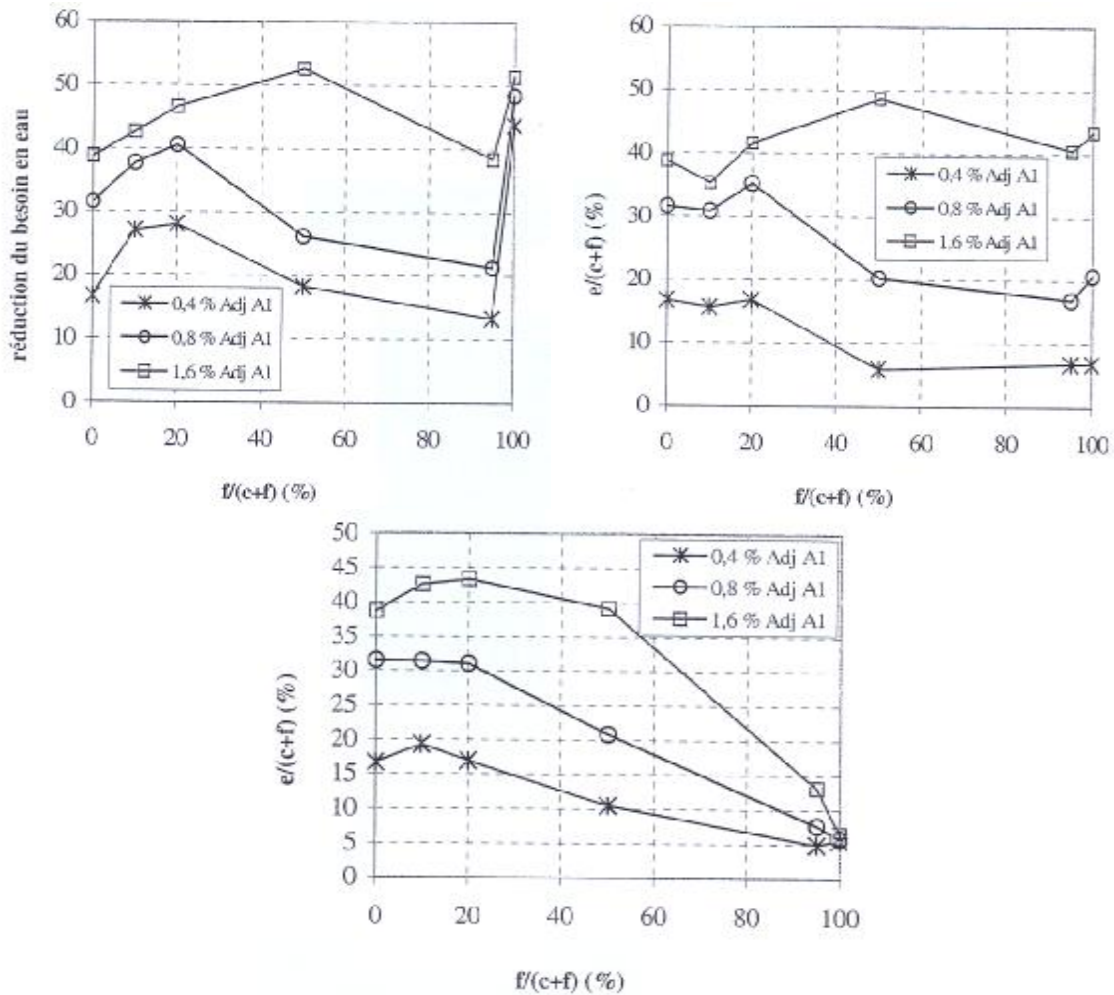 60
50
40
30
20
10
0
réduction du besoin en eau
0,4 % Adj A1
0,8 % Adj A1
1,6 % Adj A1
0 20 40 60 80 100
f/(c+f) (%)
60
50
40
30
20
10
0
e/(c+f) (%)
0,4 % Adj A1
0,8 % Adj A1
1.6 % Adj A1
0 20 40 60 80 100
f/(c+f) (%)
50
45
40
35
30
25
20
15
10
5
0
e/(c+f) (%)
0,4 % Adj A1
0,8 % Adj A1
1,6 % Adj A1
0 20 40 60 80 100
f/(c+f) (%)